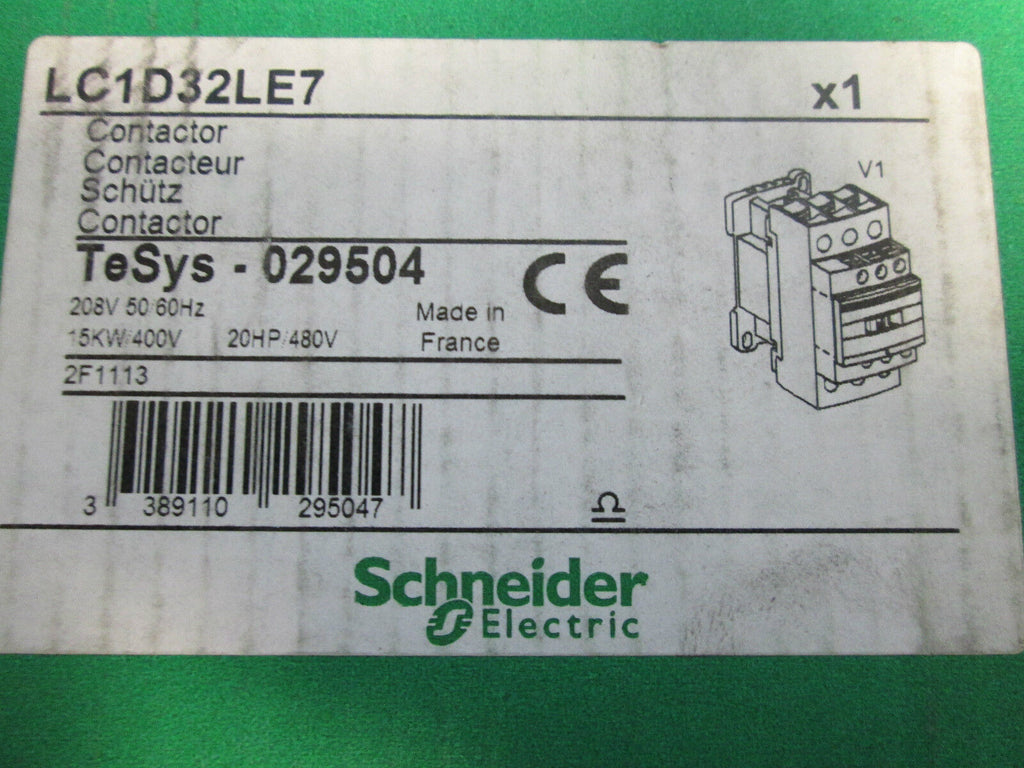 LC1D32LE7 x1
Contactor
Contacteur
Schütz
Contactor
V1
TeSys - 029504
CE
208V 50/60Hz
Made in
15KW/400V 20HP/480V
France
2F1113
3 389110 295047
Schneider
Electric